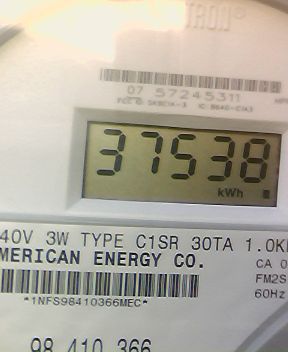 TRON®
07 57245311
37538
kWh
40V 3W TYPE C1SR 30TA 1.0K
MERICAN ENERGY CO.
CA 0
FM2S
60Hz
*1NFS98410366MEC*
98 410 366